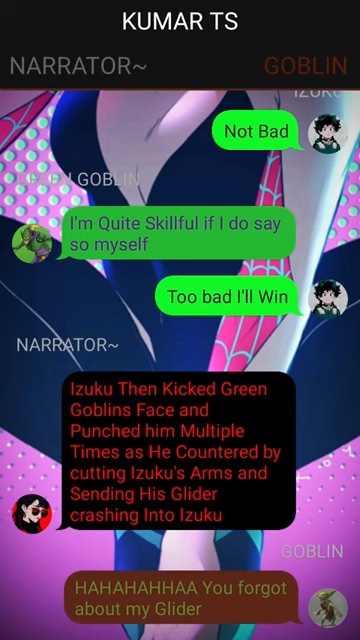 KUMAR TS
NARRATOR~
GOBLIN
IZUKU
Not Bad
GREEN GOBLIN
I'm Quite Skillful if I do say
so myself
Too bad I'll Win
NARRATOR~
Izuku Then Kicked Green
Goblins Face and
Punched him Multiple
Times as He Countered by
cutting Izuku's Arms and
Sending His Glider
crashing Into Izuku
GOBLIN
HAHAHAHHAA You forgot
about my Glider